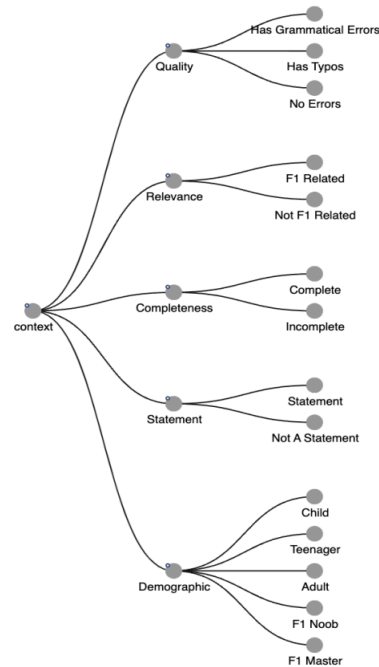 Has Grammatical Errors
Quality
Has Typos
No Errors
F1 Related
Relevance
Not F1 Related
Complete
Completeness
Incomplete
context
Statement
Statement
Not A Statement
Child
Teenager
Demographic
Adult
F1 Noob
F1 Master